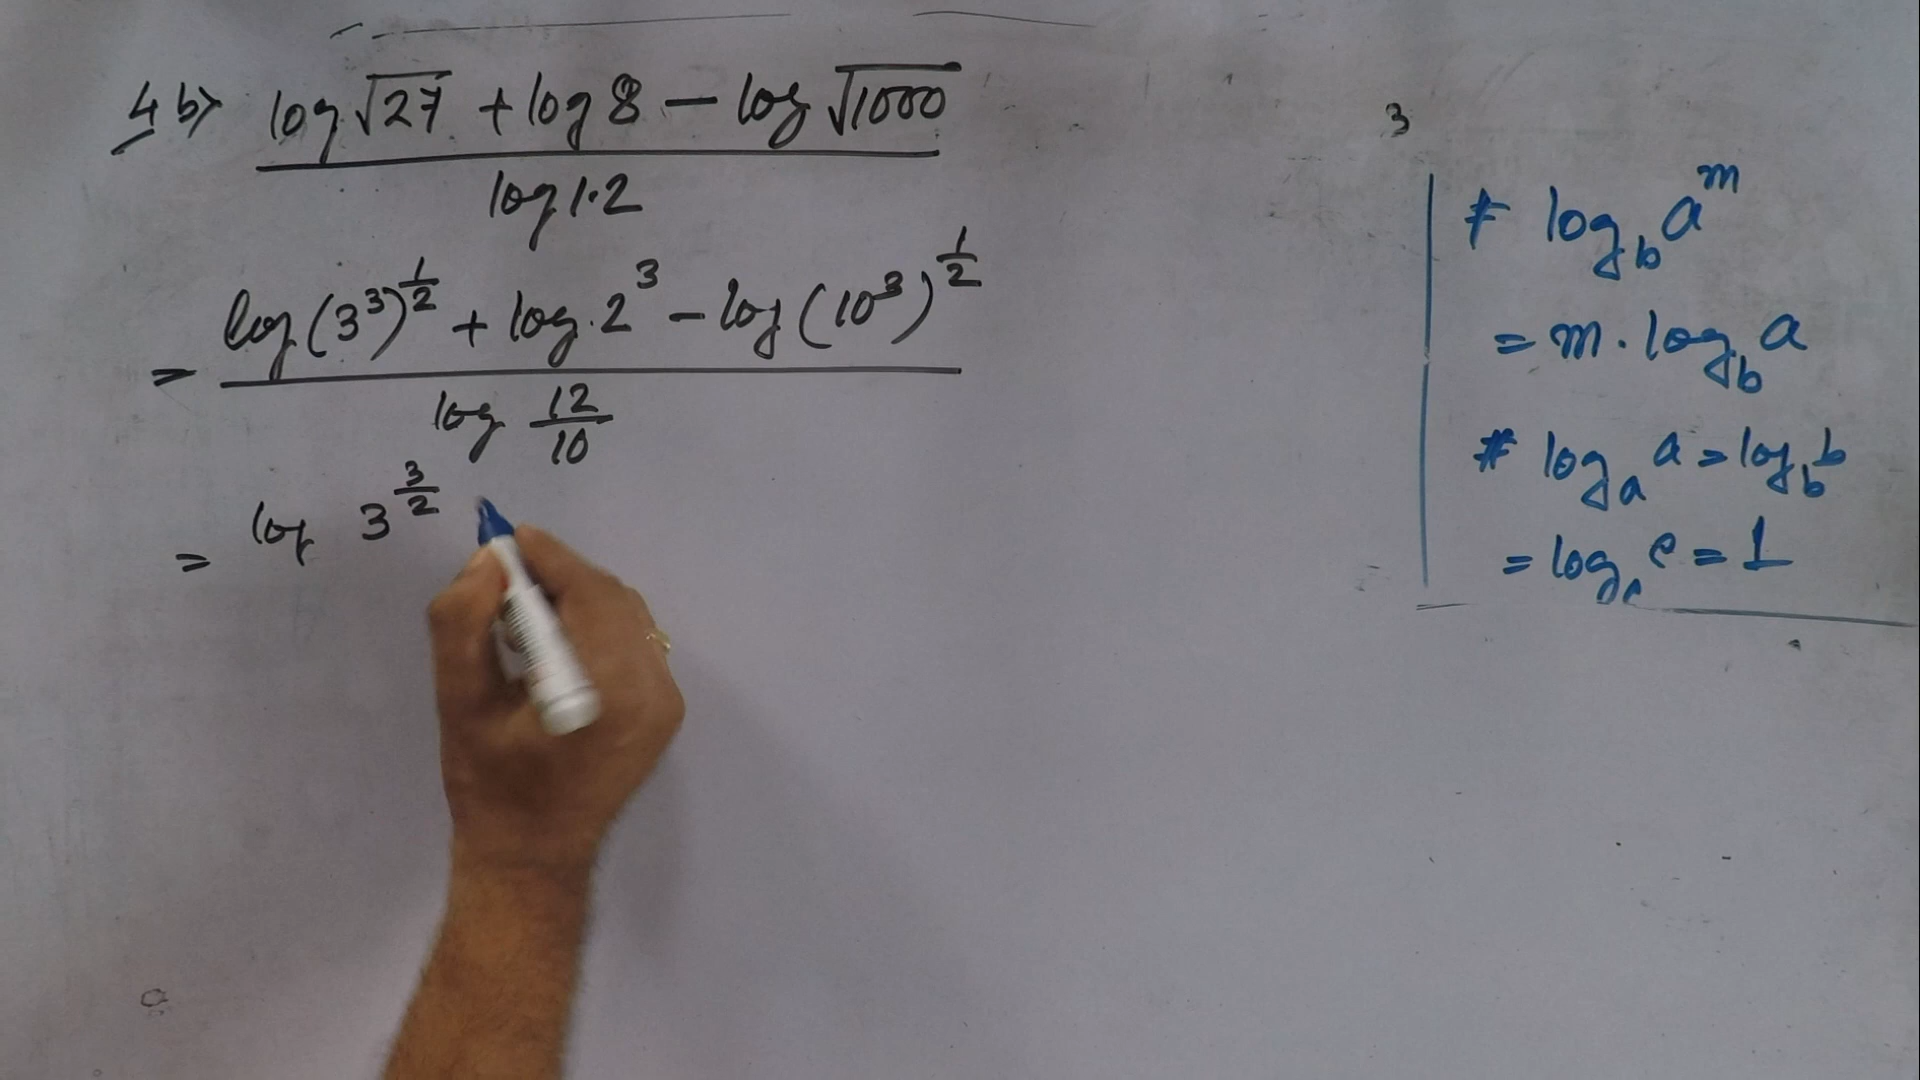 4b> (log√27 + log 8 - log√1000) / (log 1.2)
= (log(3³)^(1/2) + log.2³ - log(10³)^(1/2)) / (log 12/10)
= log 3^(3/2)
3
# log_b a^m
= m. log_b a
# log_a a = log_b b
= log_e e = 1